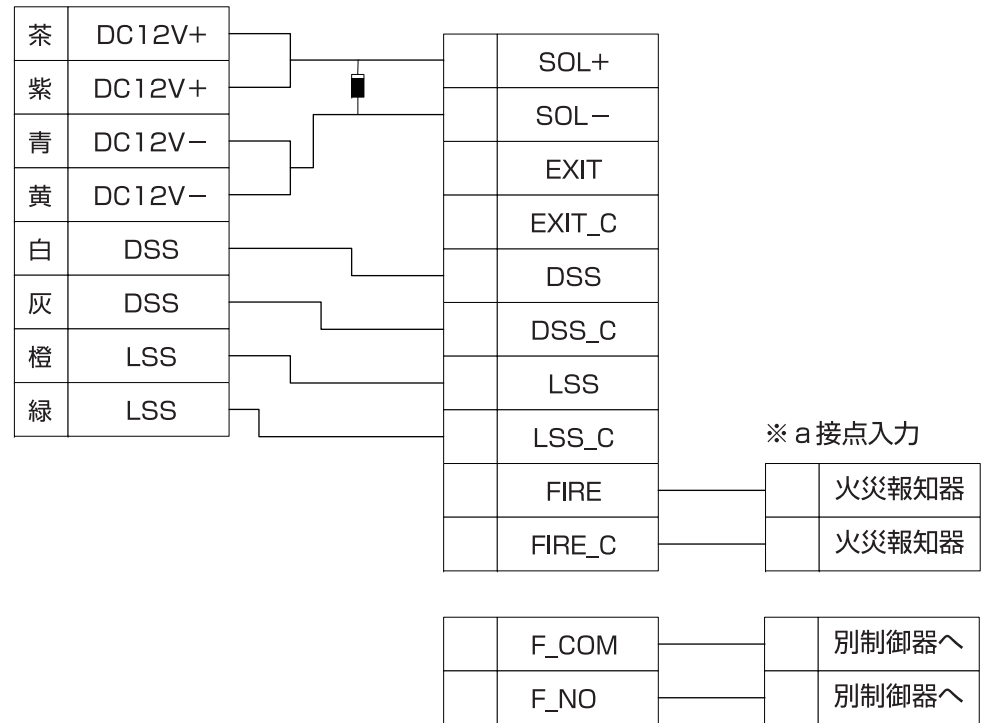 茶 DC12V+
紫 DC12V+
青 DC12V−
黄 DC12V−
白 DSS
灰 DSS
橙 LSS
緑 LSS
SOL+
SOL−
EXIT
EXIT_C
DSS
DSS_C
LSS
LSS_C
FIRE
FIRE_C
※a接点入力
火災報知器
火災報知器
F_COM
F_NO
別制御器へ
別制御器へ